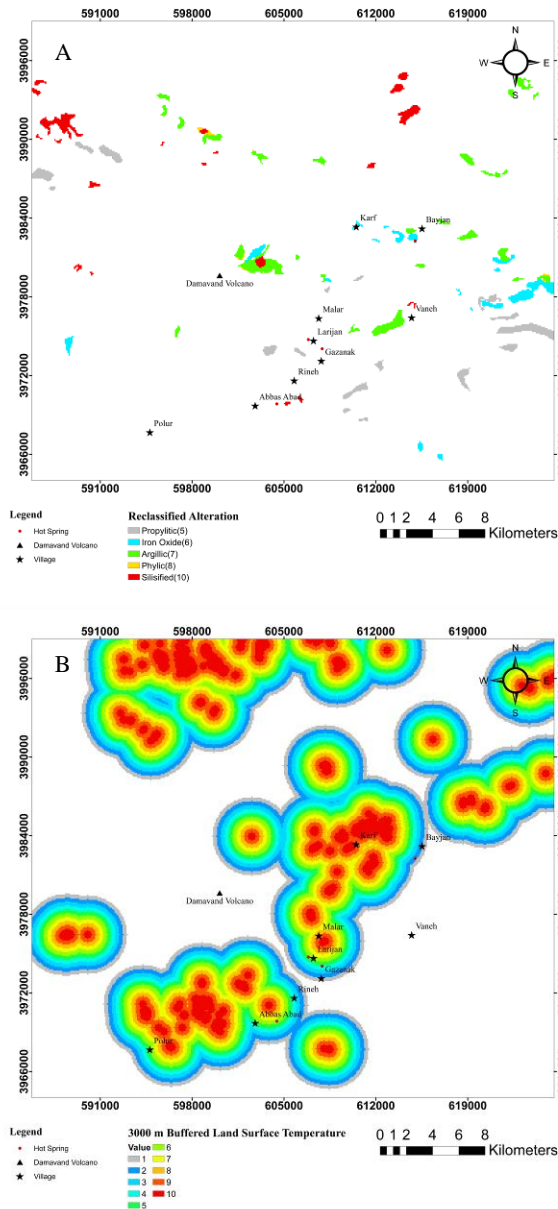 591000 598000 605000 612000 619000
A
N
W E
S
3996000
3990000
3984000
3978000
3972000
3966000
Karf
Bayjan
Damavand Volcano
Malar
Vaneh
Larijan
Gazanak
Rineh
Abbas Abad
Polur
591000 598000 605000 612000 619000
Legend
Hot Spring
Damavand Volcano
Village
Reclassified Alteration
Propylitic(5)
Iron Oxide(6)
Argillic(7)
Phylic(8)
Silisified(10)
0 1 2 4 6 8
Kilometers
591000 598000 605000 612000 619000
B
N
W E
S
3996000
3990000
3984000
3978000
3972000
3966000
Karf
Bayjan
Damavand Volcano
Malar
Vaneh
Larijan
Gazanak
Rineh
Abbas Abad
Polur
591000 598000 605000 612000 619000
Legend
Hot Spring
Damavand Volcano
Village
3000 m Buffered Land Surface Temperature
Value
1
2
3
4
5
6
7
8
9
10
0 1 2 4 6 8
Kilometers